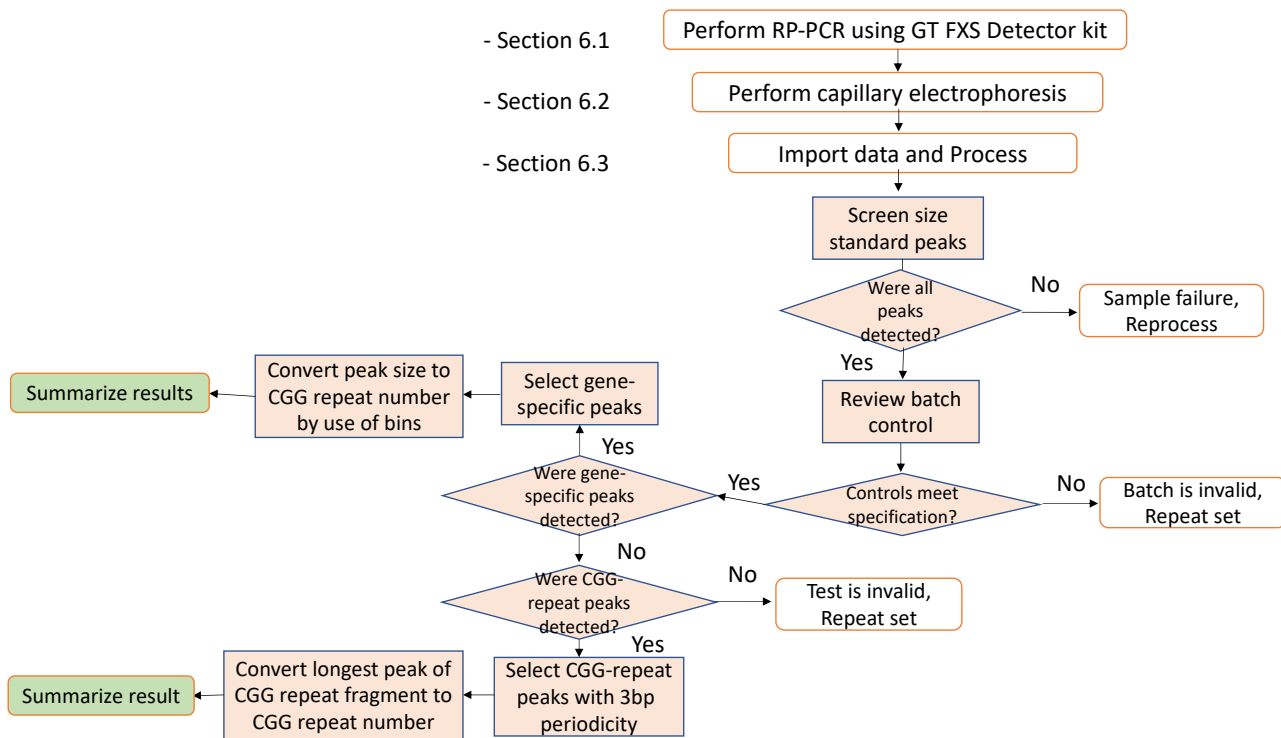 - Section 6.1
Perform RP-PCR using GT FXS Detector kit
- Section 6.2
Perform capillary electrophoresis
- Section 6.3
Import data and Process
Screen size
standard peaks
Were all
peaks
detected?
No
Sample failure,
Reprocess
Yes
Review batch
control
Controls meet
specification?
No
Batch is invalid,
Repeat set
Yes
Were gene-
specific peaks
detected?
Yes
Select gene-
specific peaks
Convert peak size to
CGG repeat number
by use of bins
Summarize results
No
Were CGG-
repeat peaks
detected?
No
Test is invalid,
Repeat set
Yes
Select CGG-repeat
peaks with 3bp
periodicity
Convert longest peak of
CGG repeat fragment to
CGG repeat number
Summarize result